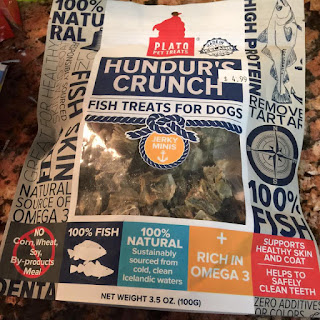 100%
NATURAL
PLATO
PET TREATS
HUNDUR'S
CRUNCH
$ 4.99
FISH TREATS FOR DOGS
JERKY
MINIS
FISH SKIN
HIGH PROTEIN
REMOVE
TARTAR
100%
FISH
NATURAL
SOURCE OF
OMEGA 3
NO
Corn, Wheat,
Soy,
By-products
Meal
100% FISH
100%
NATURAL
Sustainably
sourced from
cold, clean
Icelandic waters
+
RICH IN
OMEGA 3
SUPPORTS
HEALTHY SKIN
AND COAT
HELPS TO
SAFELY
CLEAN TEETH
DENTA
NET WEIGHT 3.5 OZ. (100G)
ZERO ADDITIVES
OR COLORS